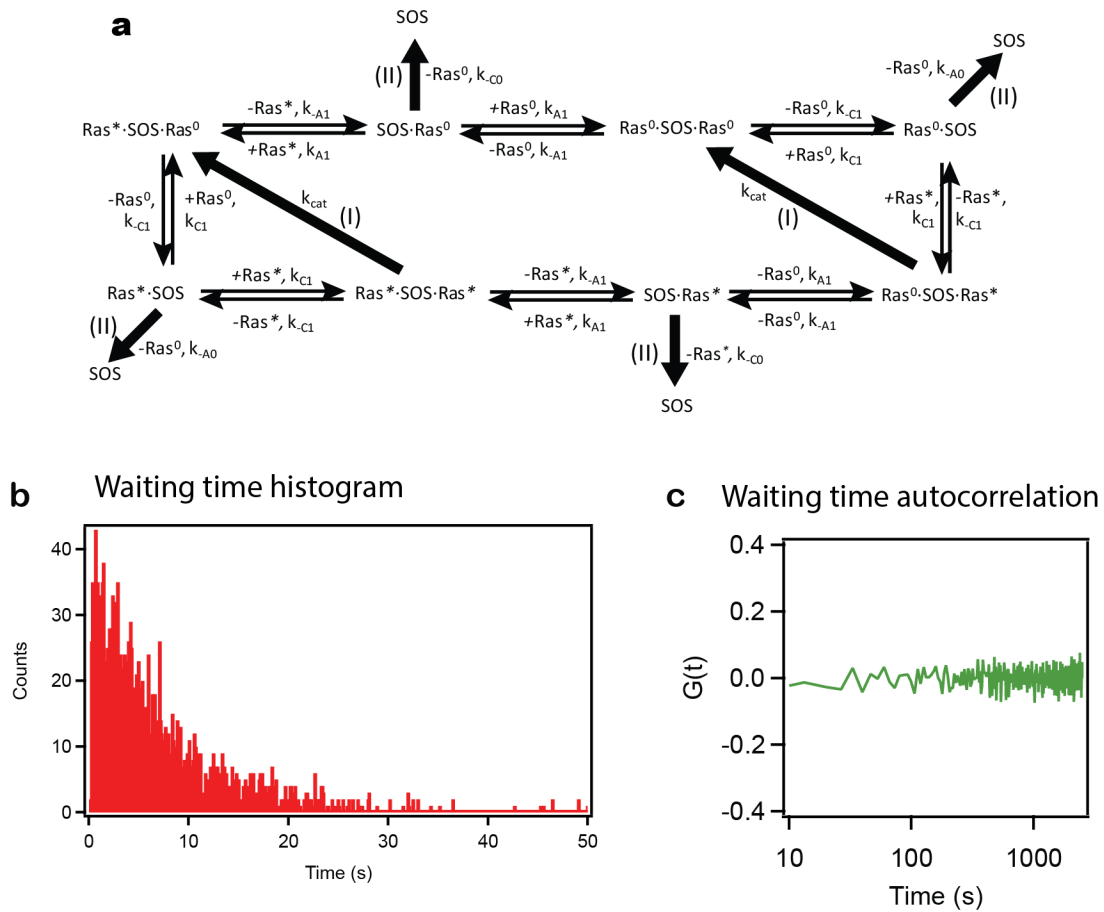 a
SOS
SOS
(II)
-Ras⁰, k-C0
-Ras⁰, k-A0
(II)
-Ras*, k-A1
+Ras⁰, kA1
-Ras⁰, k-C1
Ras*·SOS·Ras⁰
SOS·Ras⁰
Ras⁰·SOS·Ras⁰
Ras⁰·SOS
+Ras*, kA1
-Ras⁰, k-A1
+Ras⁰, kC1
-Ras⁰,
k-C1
+Ras⁰,
kC1
kcat
(I)
kcat
(I)
+Ras*,
kC1
-Ras*,
k-C1
+Ras*, kC1
-Ras*, k-A1
-Ras⁰, kA1
Ras*·SOS
Ras*·SOS·Ras*
SOS·Ras*
Ras⁰·SOS·Ras*
-Ras*, k-C1
+Ras*, kA1
-Ras⁰, k-A1
(II)
-Ras⁰, k-A0
SOS
(II)
-Ras*, k-C0
SOS
b
Waiting time histogram
40
30
20
10
0
Counts
0 10 20 30 40 50
Time (s)
c
Waiting time autocorrelation
0.4
0.2
0.0
-0.2
-0.4
G(t)
10 100 1000
Time (s)